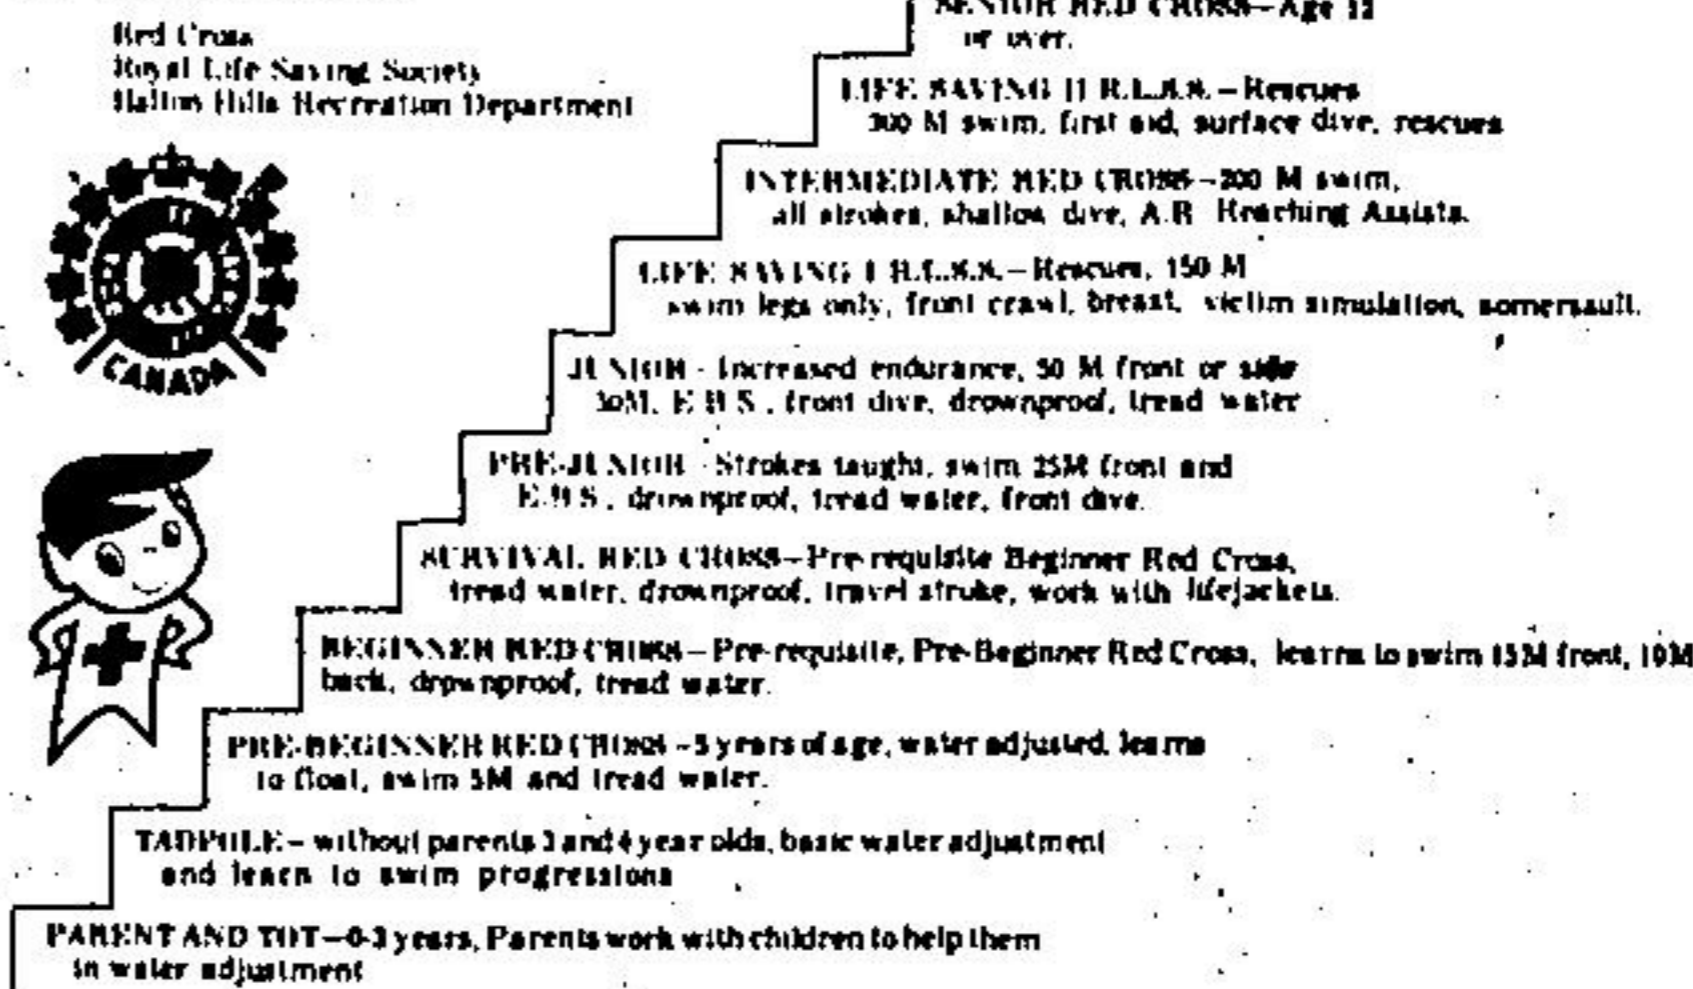 Red Cross
Royal Life Saving Society
Halton Hills Recreation Department
CANADA
SENIOR RED CROSS–Age 12
or over.
LIFE SAVING II R.L.S.S. – Rescues
300 M swim, first aid, surface dive, rescues
INTERMEDIATE RED CROSS–200 M swim,
all strokes, shallow dive, A.R. Reaching Assists.
LIFE SAVING I R.L.S.S. – Rescues, 150 M
swim legs only, front crawl, breast, victim simulation, somersault.
JUNIOR - Increased endurance, 50 M front or side
M. E.B.S., front dive, drownproof, tread water
PRE-JUNIOR - Strokes taught, swim 25M front and
E.B.S., drownproof, tread water, front dive.
SURVIVAL RED CROSS–Pre-requisite Beginner Red Cross,
tread water, drownproof, travel stroke, work with lifejackets.
BEGINNER RED CROSS – Pre-requisite, Pre-Beginner Red Cross, learns to swim 15M front, 10M
back, drownproof, tread water.
PRE-BEGINNER RED CROSS – 5 years of age, water adjusted, learns
to float, swim 5M and tread water.
TADPOLE – without parents 3 and 4 year olds, basic water adjustment
and learn to swim progressions
PARENT AND TOT–0-3 years, Parents work with children to help them
in water adjustment